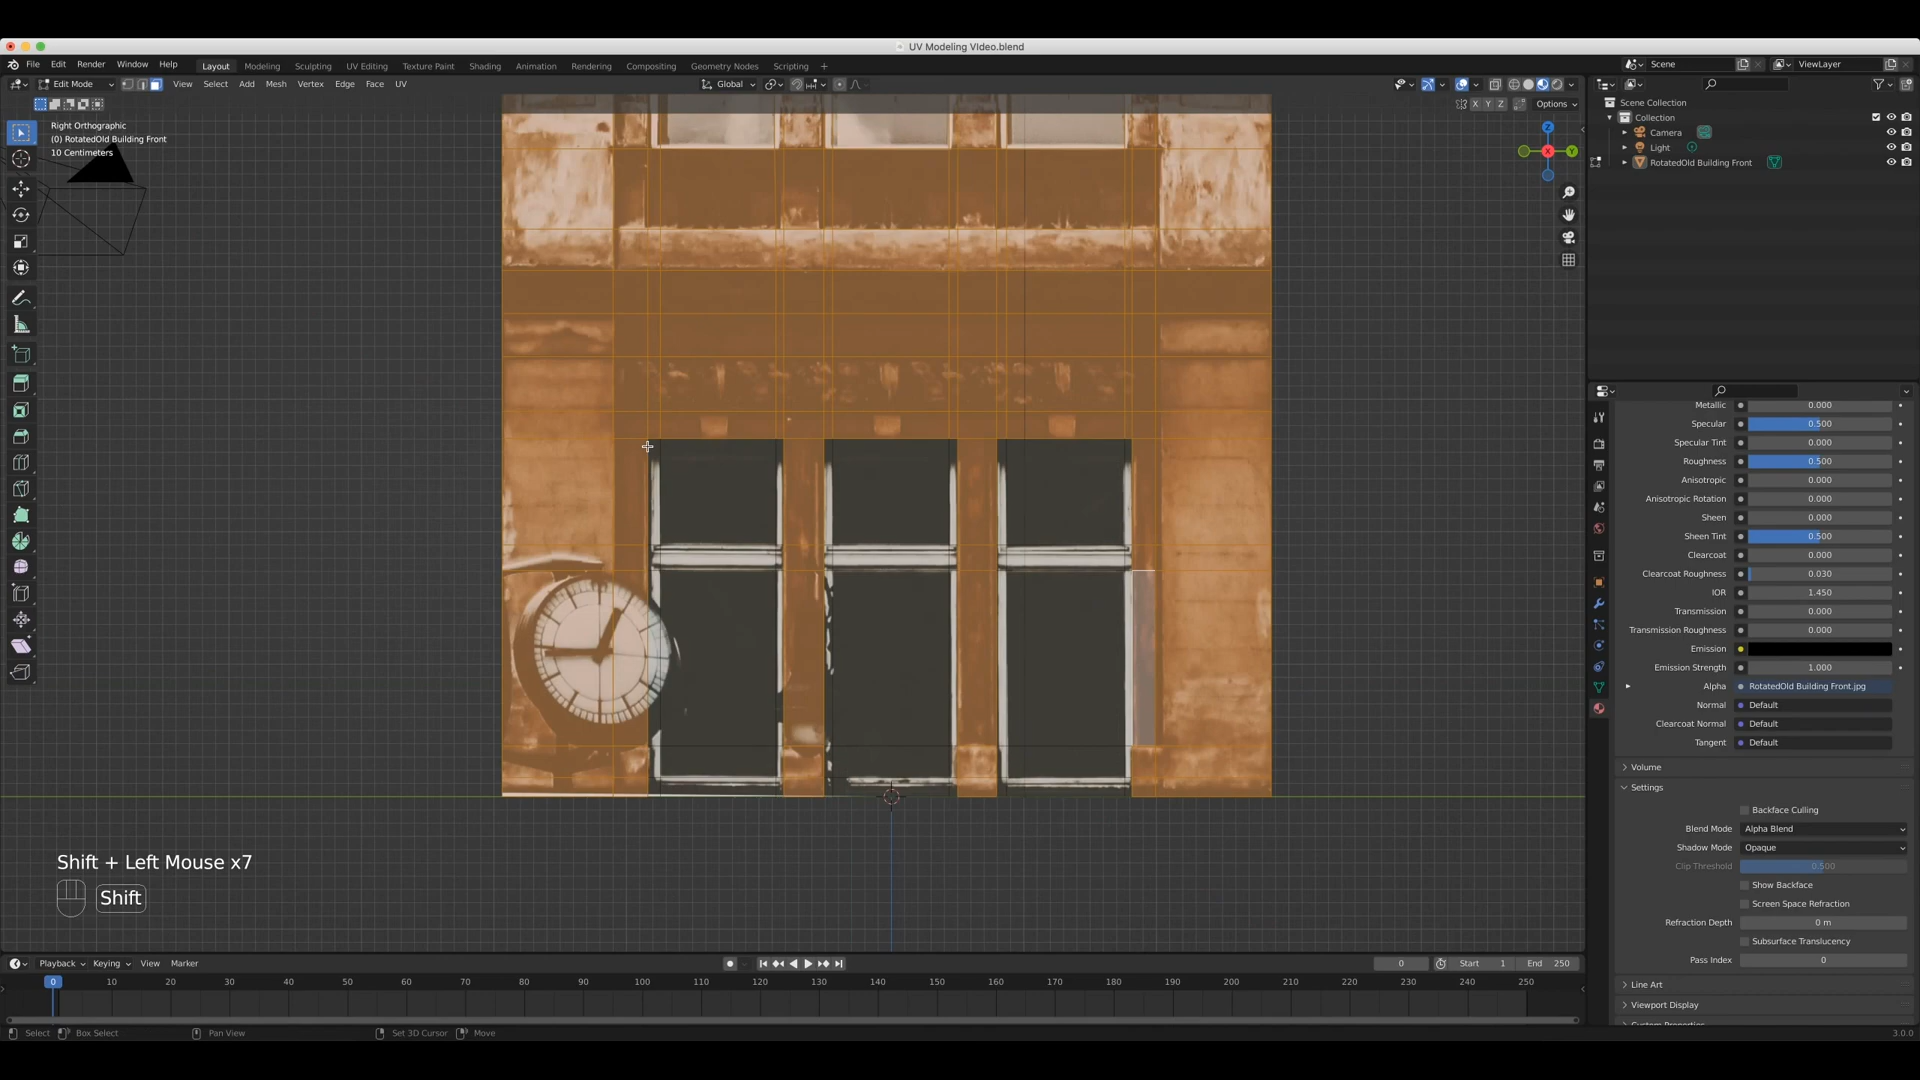 UV Modeling VIdeo.blend
File Edit Render Window Help Layout Modeling Sculpting UV Editing Texture Paint Shading Animation Rendering Compositing Geometry Nodes Scripting + Scene ViewLayer
Edit Mode View Select Add Mesh Vertex Edge Face UV Global
X Y Z Options
Right Orthographic
(0) RotatedOld Building Front
10 Centimeters
Z
X
Y
Scene Collection
Collection
Camera
Light
RotatedOld Building Front
Metallic 0.000
Specular 0.500
Specular Tint 0.000
Roughness 0.500
Anisotropic 0.000
Anisotropic Rotation 0.000
Sheen 0.000
Sheen Tint 0.500
Clearcoat 0.000
Clearcoat Roughness 0.030
IOR 1.450
Transmission 0.000
Transmission Roughness 0.000
Emission
Emission Strength 1.000
Alpha RotatedOld Building Front.jpg
Normal Default
Clearcoat Normal Default
Tangent Default
Volume
Settings
Backface Culling
Blend Mode Alpha Blend
Shadow Mode Opaque
Clip Threshold 0.500
Show Backface
Screen Space Refraction
Refraction Depth 0 m
Subsurface Translucency
Pass Index 0
Line Art
Viewport Display
Custom Properties
Shift + Left Mouse x7
Shift
Playback Keying View Marker 0 Start 1 End 250
0 10 20 30 40 50 60 70 80 90 100 110 120 130 140 150 160 170 180 190 200 210 220 230 240 250
Select Box Select Pan View Set 3D Cursor Move 3.0.0